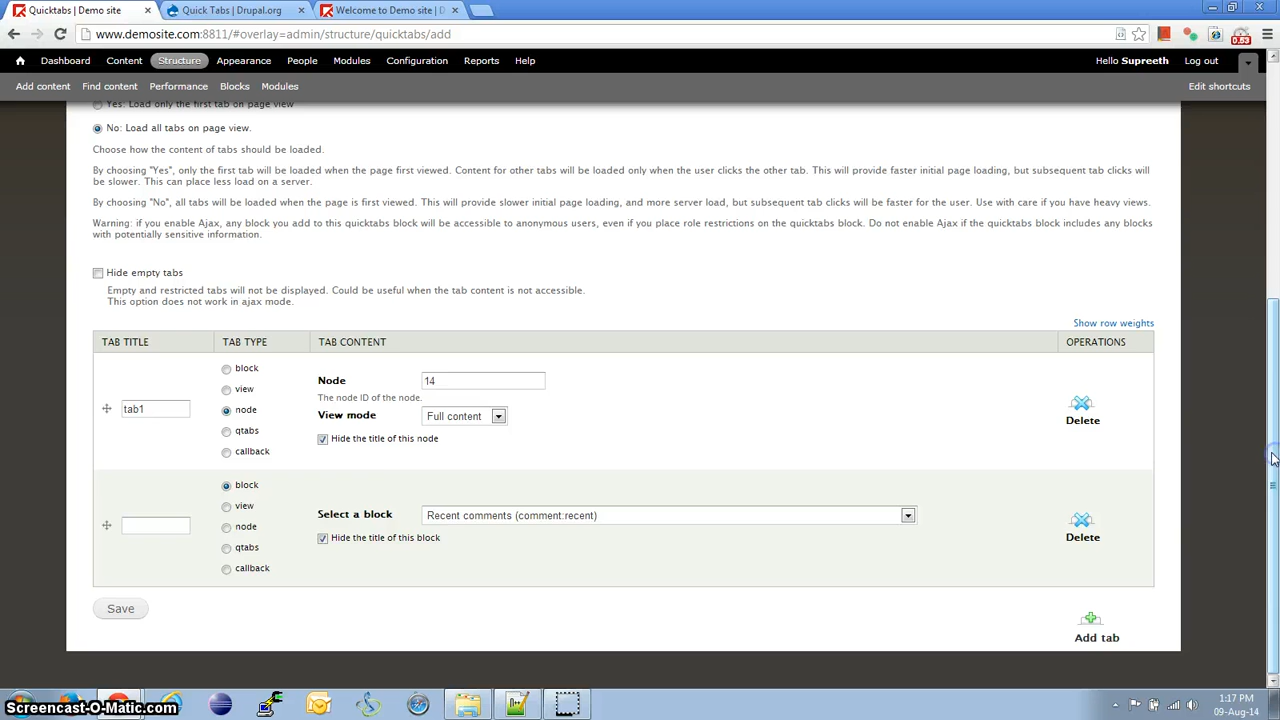 Quicktabs | Demo site
Quick Tabs | Drupal.org
Welcome to Demo site | D
www.demosite.com:8811/#overlay=admin/structure/quicktabs/add
Dashboard Content Structure Appearance People Modules Configuration Reports Help
Hello Supreeth Log out
Add content Find content Performance Blocks Modules
Edit shortcuts
Yes: Load only the first tab on page view
No: Load all tabs on page view.
Choose how the content of tabs should be loaded.
By choosing "Yes", only the first tab will be loaded when the page first viewed. Content for other tabs will be loaded only when the user clicks the other tab. This will provide faster initial page loading, but subsequent tab clicks will
be slower. This can place less load on a server.
By choosing "No", all tabs will be loaded when the page is first viewed. This will provide slower initial page loading, and more server load, but subsequent tab clicks will be faster for the user. Use with care if you have heavy views.
Warning: if you enable Ajax, any block you add to this quicktabs block will be accessible to anonymous users, even if you place role restrictions on the quicktabs block. Do not enable Ajax if the quicktabs block includes any blocks
with potentially sensitive information.
Hide empty tabs
Empty and restricted tabs will not be displayed. Could be useful when the tab content is not accessible.
This option does not work in ajax mode.
Show row weights
TAB TITLE TAB TYPE TAB CONTENT OPERATIONS
tab1
block
view
node
qtabs
callback
Node 14
The node ID of the node.
View mode Full content
Hide the title of this node
Delete
block
view
node
qtabs
callback
Select a block Recent comments (comment:recent)
Hide the title of this block
Delete
Save
Add tab
Screencast-O-Matic.com
1:17 PM
09-Aug-14